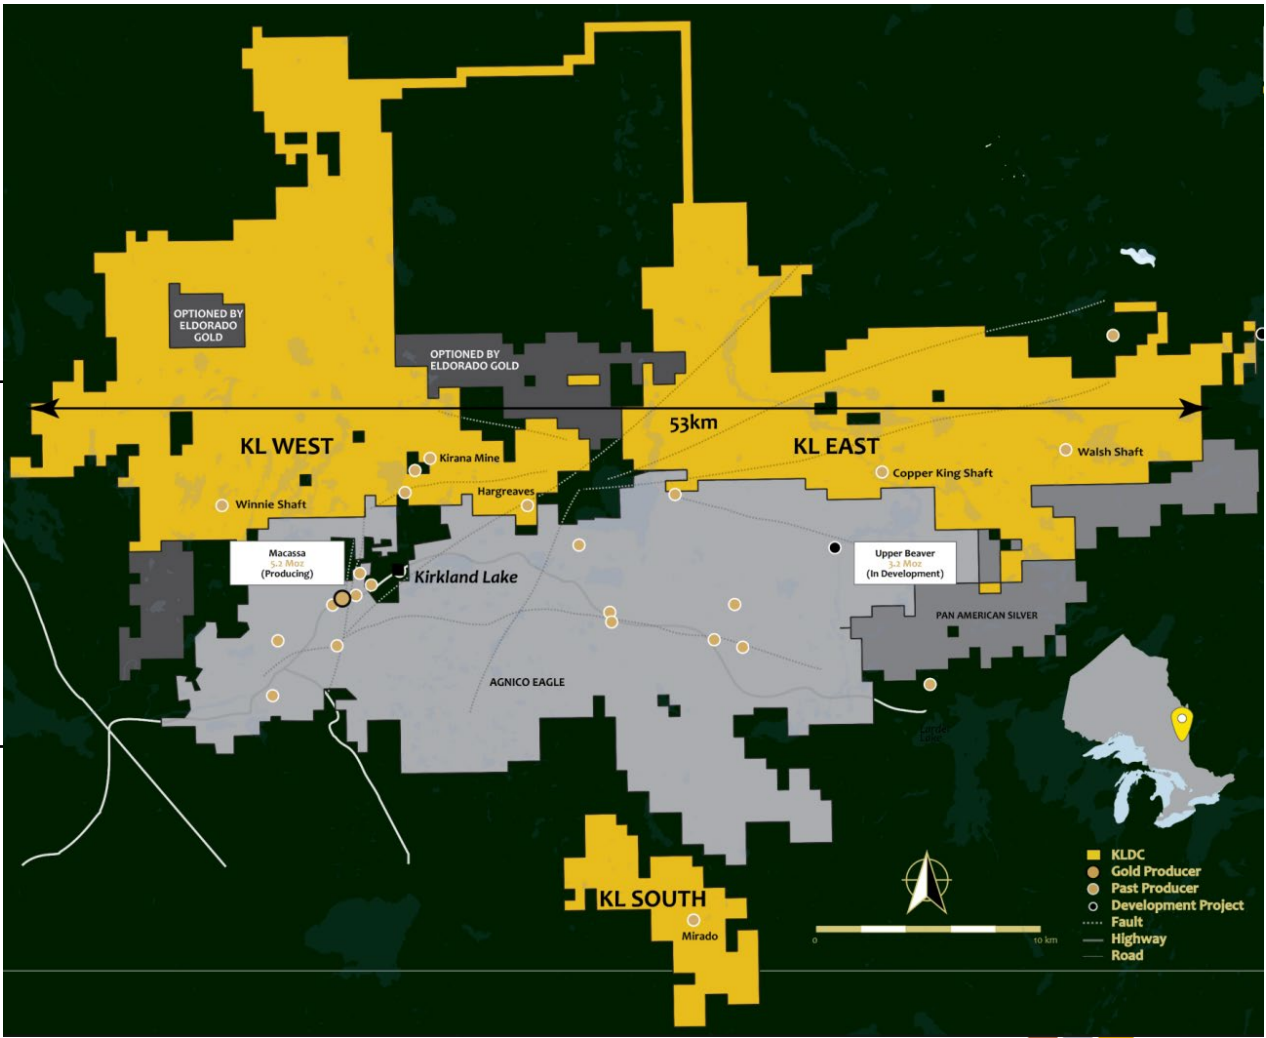 OPTIONED BY
ELDORADO
GOLD
OPTIONED BY
ELDORADO GOLD
53km
KL WEST
KL EAST
Kirana Mine
Walsh Shaft
Copper King Shaft
Hargreaves
Winnie Shaft
Macassa
5.2 Moz
(Producing)
Upper Beaver
3.2 Moz
(In Development)
Kirkland Lake
PAN AMERICAN SILVER
AGNICO EAGLE
KL SOUTH
Mirado
KLDC
Gold Producer
Past Producer
Development Project
Fault
Highway
Road
0
10 km